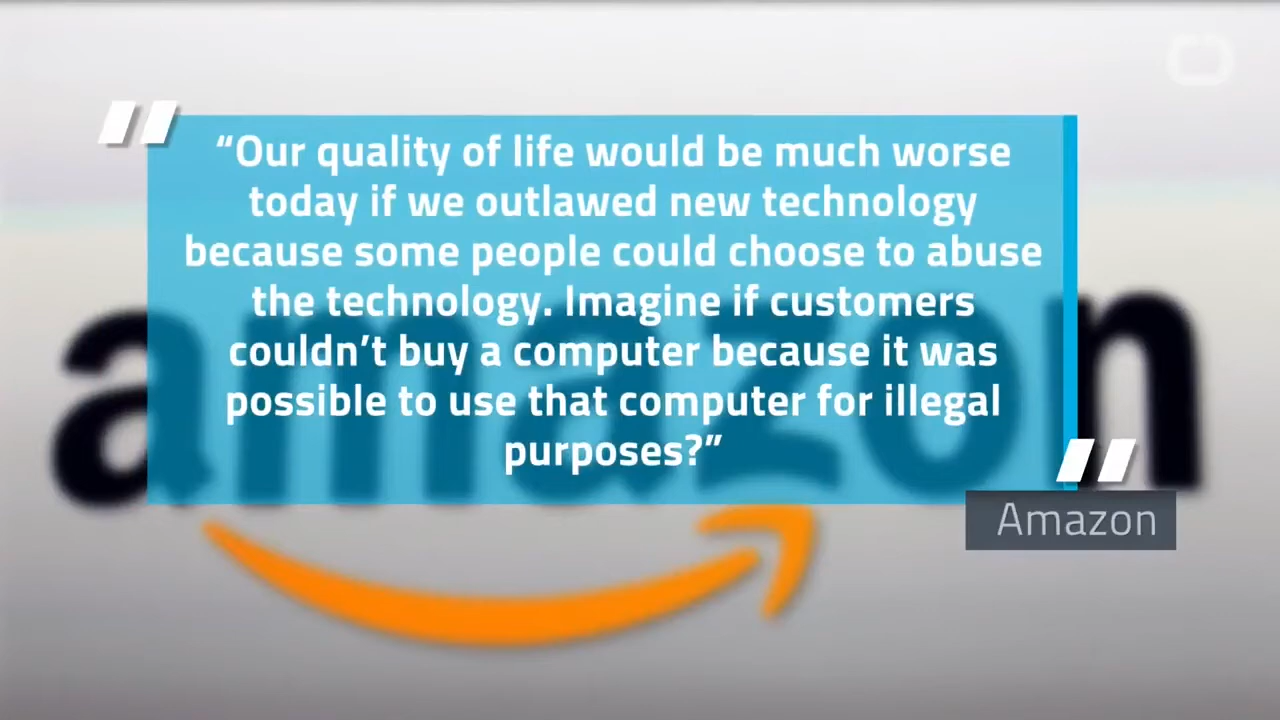 “Our quality of life would be much worse
today if we outlawed new technology
because some people could choose to abuse
the technology. Imagine if customers
couldn’t buy a computer because it was
possible to use that computer for illegal
purposes?”
Amazon
amazon